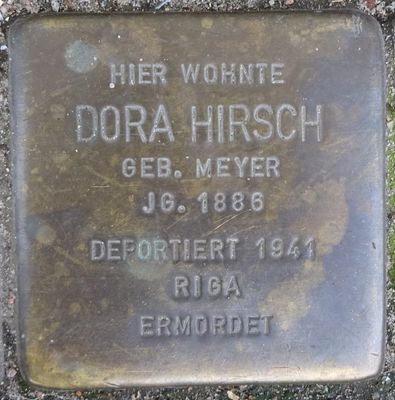 HIER WOHNTE
DORA HIRSCH
GEB. MEYER
JG. 1886
DEPORTIERT 1941
RIGA
ERMORDET